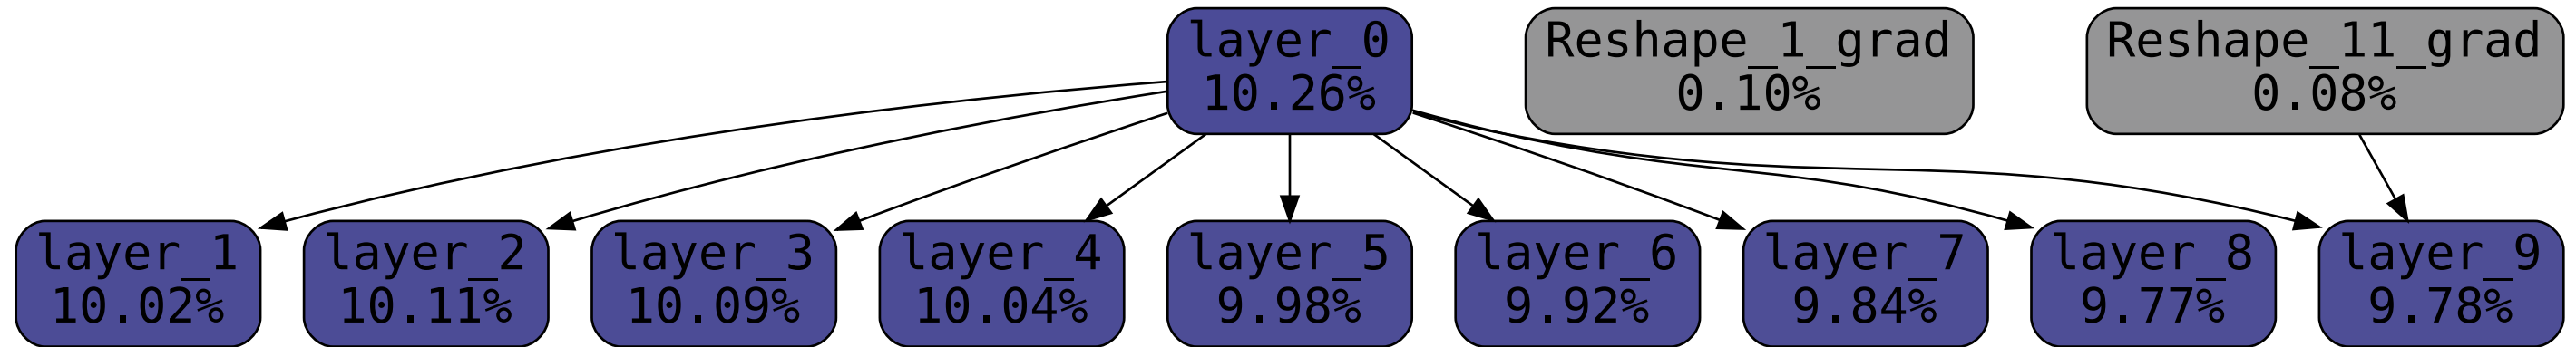 layer_0
10.26%
Reshape_1_grad
0.10%
Reshape_11_grad
0.08%
layer_1
10.02%
layer_2
10.11%
layer_3
10.09%
layer_4
10.04%
layer_5
9.98%
layer_6
9.92%
layer_7
9.84%
layer_8
9.77%
layer_9
9.78%